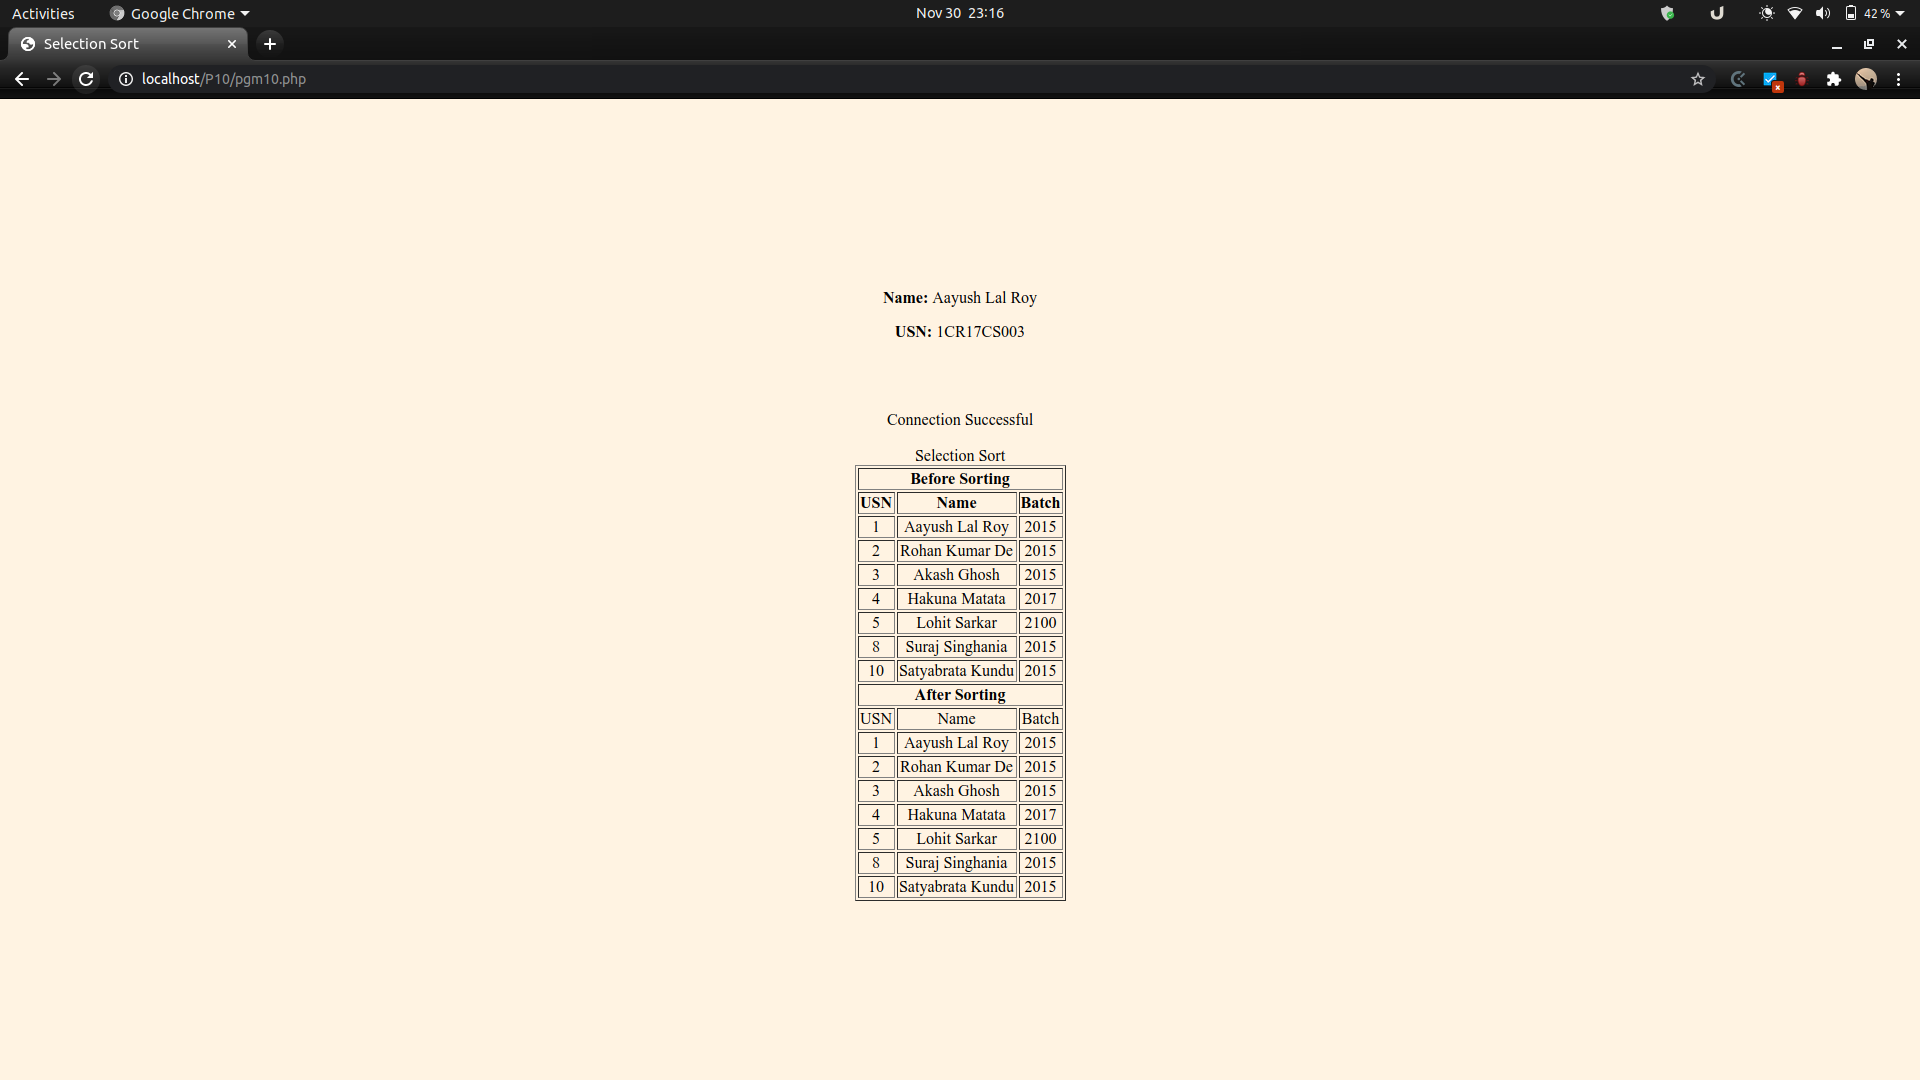 Activities Google Chrome Nov 30 23:16 42 %
Selection Sort
localhost/P10/pgm10.php
Name: Aayush Lal Roy
USN: 1CR17CS003
Connection Successful
Selection Sort
Before Sorting
USN Name Batch
1 Aayush Lal Roy 2015
2 Rohan Kumar De 2015
3 Akash Ghosh 2015
4 Hakuna Matata 2017
5 Lohit Sarkar 2100
8 Suraj Singhania 2015
10 Satyabrata Kundu 2015
After Sorting
USN Name Batch
1 Aayush Lal Roy 2015
2 Rohan Kumar De 2015
3 Akash Ghosh 2015
4 Hakuna Matata 2017
5 Lohit Sarkar 2100
8 Suraj Singhania 2015
10 Satyabrata Kundu 2015